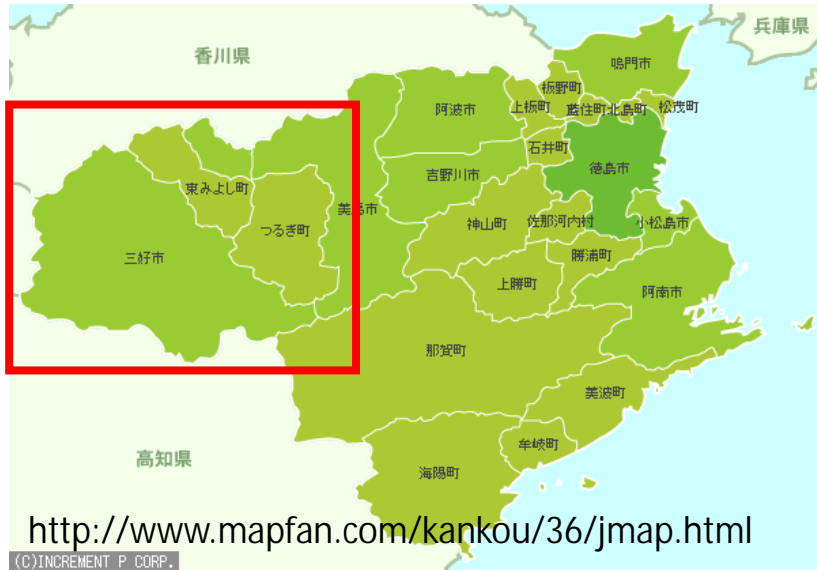 兵庫県
香川県
鳴門市
板野町
阿波市
上板町
藍住町
北島町
松茂町
石井町
徳島市
吉野川市
東みよし町
美馬市
つるぎ町
神山町
佐那河内村
小松島市
三好市
勝浦町
上勝町
阿南市
那賀町
美波町
牟岐町
高知県
海陽町
http://www.mapfan.com/kankou/36/jmap.html
(C)INCREMENT P CORP.